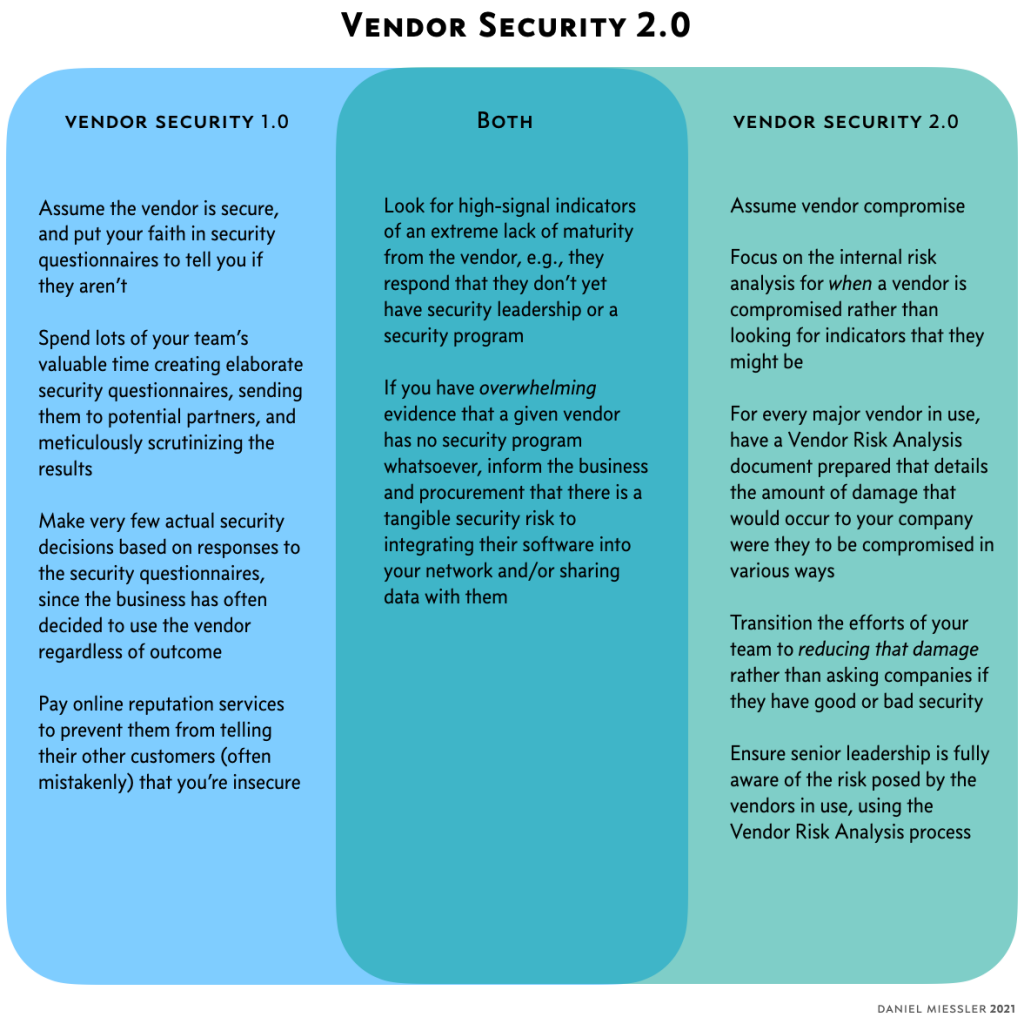 VENDOR SECURITY 2.0
VENDOR SECURITY 1.0
Assume the vendor is secure,
and put your faith in security
questionnaires to tell you if
they aren’t
Spend lots of your team’s
valuable time creating elaborate
security questionnaires, sending
them to potential partners, and
meticulously scrutinizing the
results
Make very few actual security
decisions based on responses to
the security questionnaires,
since the business has often
decided to use the vendor
regardless of outcome
Pay online reputation services
to prevent them from telling
their other customers (often
mistakenly) that you’re insecure
BOTH
Look for high-signal indicators
of an extreme lack of maturity
from the vendor, e.g., they
respond that they don’t yet
have security leadership or a
security program
If you have overwhelming
evidence that a given vendor
has no security program
whatsoever, inform the business
and procurement that there is a
tangible security risk to
integrating their software into
your network and/or sharing
data with them
VENDOR SECURITY 2.0
Assume vendor compromise
Focus on the internal risk
analysis for when a vendor is
compromised rather than
looking for indicators that they
might be
For every major vendor in use,
have a Vendor Risk Analysis
document prepared that details
the amount of damage that
would occur to your company
were they to be compromised in
various ways
Transition the efforts of your
team to reducing that damage
rather than asking companies if
they have good or bad security
Ensure senior leadership is fully
aware of the risk posed by the
vendors in use, using the
Vendor Risk Analysis process
DANIEL MIESSLER 2021